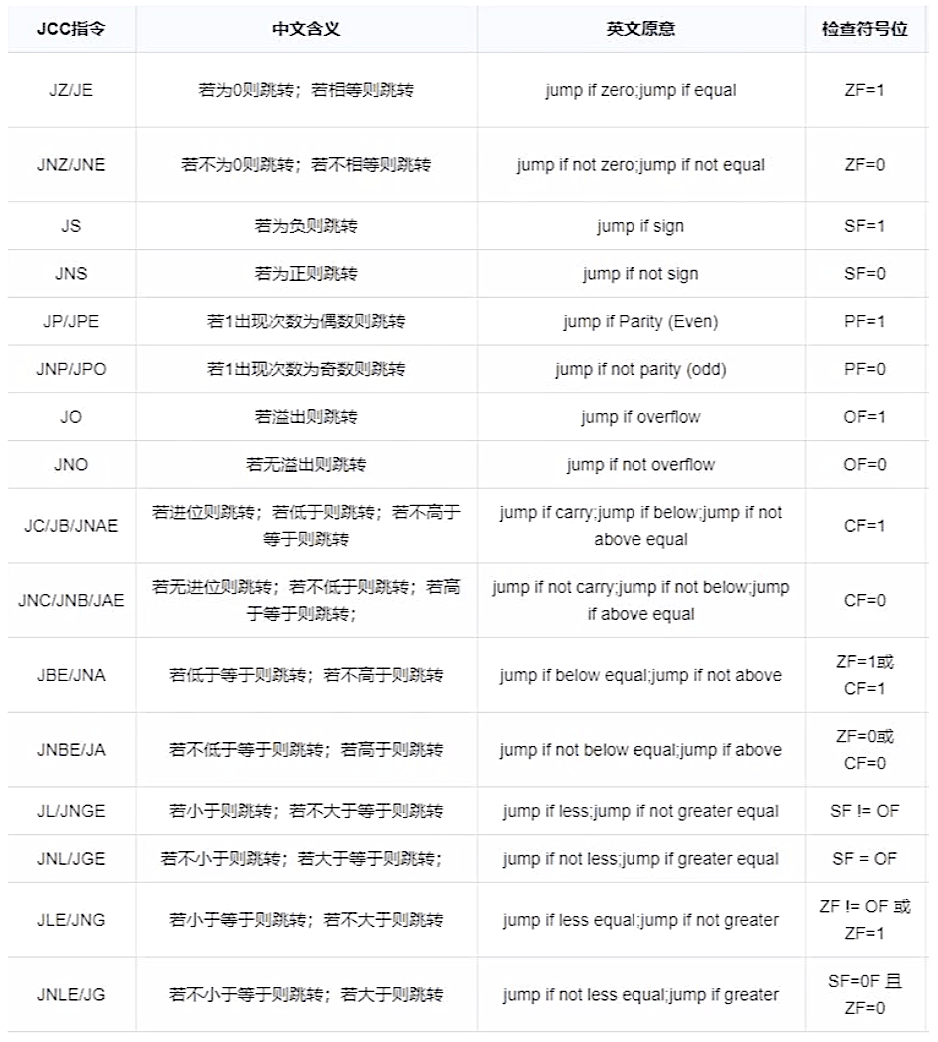 JCC指令 中文含义 英文原意 检查符号位
JZ/JE 若为0则跳转；若相等则跳转 jump if zero;jump if equal ZF=1
JNZ/JNE 若不为0则跳转；若不相等则跳转 jump if not zero;jump if not equal ZF=0
JS 若为负则跳转 jump if sign SF=1
JNS 若为正则跳转 jump if not sign SF=0
JP/JPE 若1出现次数为偶数则跳转 jump if Parity (Even) PF=1
JNP/JPO 若1出现次数为奇数则跳转 jump if not parity (odd) PF=0
JO 若溢出则跳转 jump if overflow OF=1
JNO 若无溢出则跳转 jump if not overflow OF=0
JC/JB/JNAE 若进位则跳转；若低于则跳转；若不高于
等于则跳转 jump if carry;jump if below;jump if not
above equal CF=1
JNC/JNB/JAE 若无进位则跳转；若不低于则跳转；若高
于等于则跳转； jump if not carry;jump if not below;jump
if above equal CF=0
JBE/JNA 若低于等于则跳转；若不高于则跳转 jump if below equal;jump if not above ZF=1或
CF=1
JNBE/JA 若不低于等于则跳转；若高于则跳转 jump if not below equal;jump if above ZF=0或
CF=0
JL/JNGE 若小于则跳转；若不大于等于则跳转 jump if less;jump if not greater equal SF != OF
JNL/JGE 若不小于则跳转；若大于等于则跳转； jump if not less;jump if greater equal SF = OF
JLE/JNG 若小于等于则跳转；若不大于则跳转 jump if less equal;jump if not greater ZF != OF 或
ZF=1
JNLE/JG 若不小于等于则跳转；若大于则跳转 jump if not less equal;jump if greater SF=0F 且
ZF=0